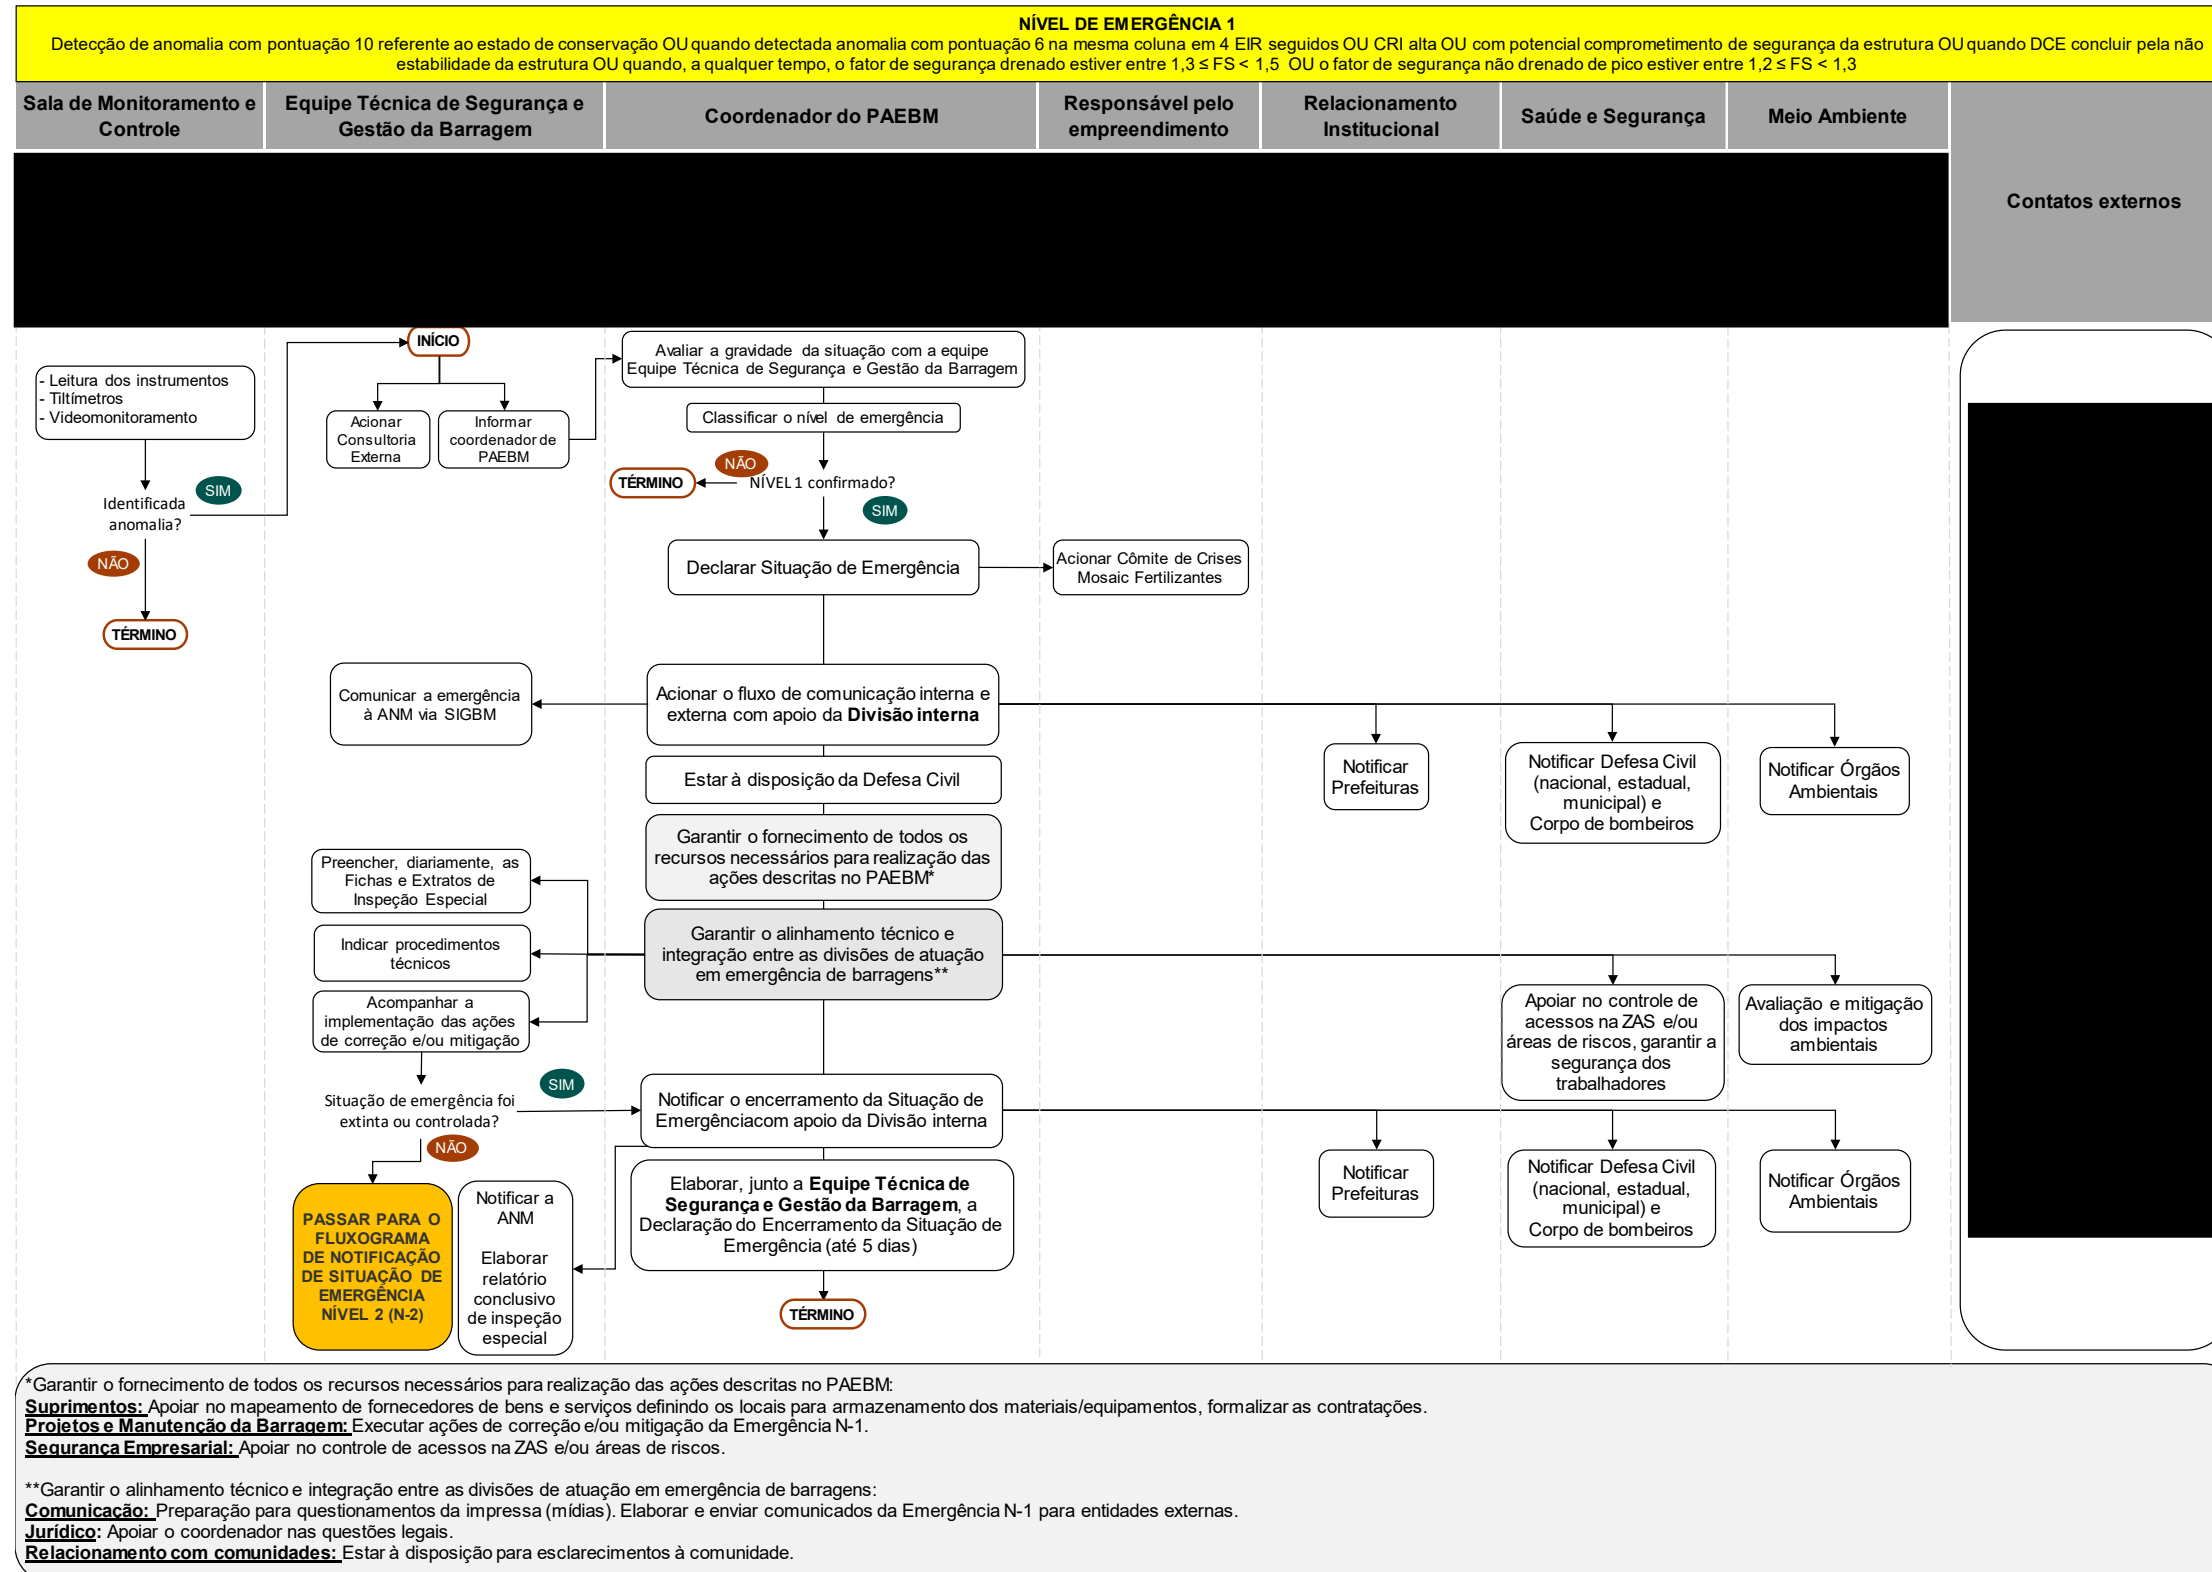 NÍVEL DE EMERGÊNCIA 1
Detecção de anomalia com pontuação 10 referente ao estado de conservação OU quando detectada anomalia com pontuação 6 na mesma coluna em 4 EIR seguidos OU CRI alta OU com potencial comprometimento de segurança da estrutura OU quando DCE concluir pela não
estabilidade da estrutura OU quando, a qualquer tempo, o fator de segurança drenado estiver entre 1,3 ≤ FS < 1,5 OU o fator de segurança não drenado de pico estiver entre 1,2 ≤ FS < 1,3
Sala de Monitoramento e
Controle
Equipe Técnica de Segurança e
Gestão da Barragem
Coordenador do PAEBM
Responsável pelo
empreendimento
Relacionamento
Institucional
Saúde e Segurança
Meio Ambiente
Contatos externos
- Leitura dos instrumentos
- Tiltímetros
- Videomonitoramento
Identificada
anomalia?
SIM
NÃO
TÉRMINO
INÍCIO
Acionar
Consultoria
Externa
Informar
coordenador de
PAEBM
Avaliar a gravidade da situação com a equipe
Equipe Técnica de Segurança e Gestão da Barragem
Classificar o nível de emergência
NÃO
TÉRMINO
NÍVEL 1 confirmado?
SIM
Declarar Situação de Emergência
Acionar Cômite de Crises
Mosaic Fertilizantes
Comunicar a emergência
à ANM via SIGBM
Acionar o fluxo de comunicação interna e
externa com apoio da Divisão interna
Notificar
Prefeituras
Notificar Defesa Civil
(nacional, estadual,
municipal) e
Corpo de bombeiros
Notificar Órgãos
Ambientais
Estar à disposição da Defesa Civil
Garantir o fornecimento de todos os
recursos necessários para realização das
ações descritas no PAEBM*
Preencher, diariamente, as
Fichas e Extratos de
Inspeção Especial
Indicar procedimentos
técnicos
Acompanhar a
implementação das ações
de correção e/ou mitigação
Garantir o alinhamento técnico e
integração entre as divisões de atuação
em emergência de barragens**
Apoiar no controle de
acessos na ZAS e/ou
áreas de riscos, garantir a
segurança dos
trabalhadores
Avaliação e mitigação
dos impactos
ambientais
Situação de emergência foi
extinta ou controlada?
SIM
NÃO
Notificar o encerramento da Situação de
Emergênciacom apoio da Divisão interna
Notificar
Prefeituras
Notificar Defesa Civil
(nacional, estadual,
municipal) e
Corpo de bombeiros
Notificar Órgãos
Ambientais
PASSAR PARA O
FLUXOGRAMA
DE NOTIFICAÇÃO
DE SITUAÇÃO DE
EMERGÊNCIA
NÍVEL 2 (N-2)
Notificar a
ANM
Elaborar
relatório
conclusivo
de inspeção
especial
Elaborar, junto a Equipe Técnica de
Segurança e Gestão da Barragem, a
Declaração do Encerramento da Situação de
Emergência (até 5 dias)
TÉRMINO
*Garantir o fornecimento de todos os recursos necessários para realização das ações descritas no PAEBM:
Suprimentos: Apoiar no mapeamento de fornecedores de bens e serviços definindo os locais para armazenamento dos materiais/equipamentos, formalizar as contratações.
Projetos e Manutenção da Barragem: Executar ações de correção e/ou mitigação da Emergência N-1.
Segurança Empresarial: Apoiar no controle de acessos na ZAS e/ou áreas de riscos.
**Garantir o alinhamento técnico e integração entre as divisões de atuação em emergência de barragens:
Comunicação: Preparação para questionamentos da impressa (mídias). Elaborar e enviar comunicados da Emergência N-1 para entidades externas.
Jurídico: Apoiar o coordenador nas questões legais.
Relacionamento com comunidades: Estar à disposição para esclarecimentos à comunidade.